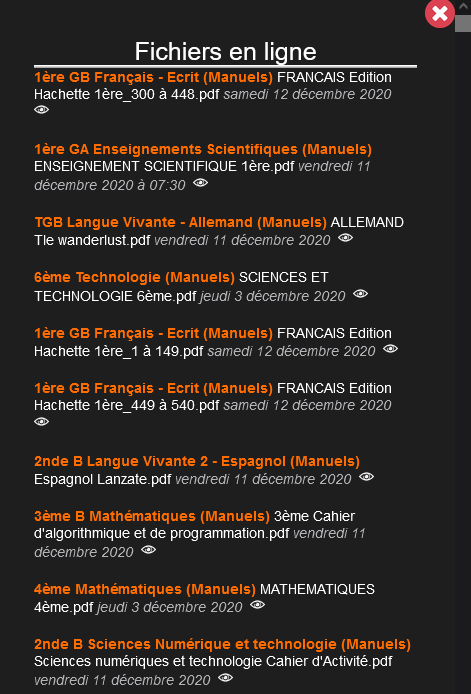 Fichiers en ligne
1ère GB Français - Ecrit (Manuels) FRANCAIS Edition
Hachette 1ère_300 à 448.pdf samedi 12 décembre 2020
1ère GA Enseignements Scientifiques (Manuels)
ENSEIGNEMENT SCIENTIFIQUE 1ère.pdf vendredi 11
décembre 2020 à 07:30
TGB Langue Vivante - Allemand (Manuels) ALLEMAND
Tle wanderlust.pdf vendredi 11 décembre 2020
6ème Technologie (Manuels) SCIENCES ET
TECHNOLOGIE 6ème.pdf jeudi 3 décembre 2020
1ère GB Français - Ecrit (Manuels) FRANCAIS Edition
Hachette 1ère_1 à 149.pdf samedi 12 décembre 2020
1ère GB Français - Ecrit (Manuels) FRANCAIS Edition
Hachette 1ère_449 à 540.pdf samedi 12 décembre 2020
2nde B Langue Vivante 2 - Espagnol (Manuels)
Espagnol Lanzate.pdf vendredi 11 décembre 2020
3ème B Mathématiques (Manuels) 3ème Cahier
d'algorithmique et de programmation.pdf vendredi 11
décembre 2020
4ème Mathématiques (Manuels) MATHEMATIQUES
4ème.pdf jeudi 3 décembre 2020
2nde B Sciences Numérique et technologie (Manuels)
Sciences numériques et technologie Cahier d'Activité.pdf
vendredi 11 décembre 2020